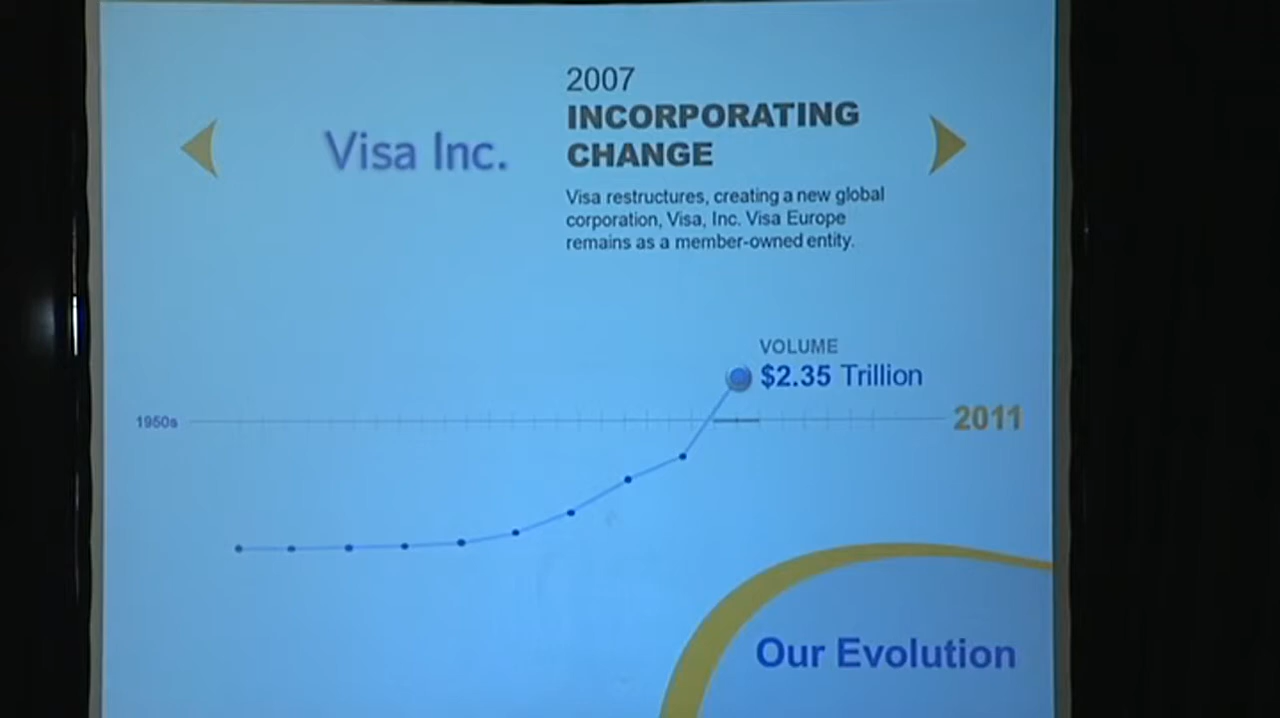 2007
INCORPORATING
CHANGE
Visa Inc.
Visa restructures, creating a new global
corporation, Visa, Inc. Visa Europe
remains as a member-owned entity.
VOLUME
$2.35 Trillion
1950s
2011
Our Evolution